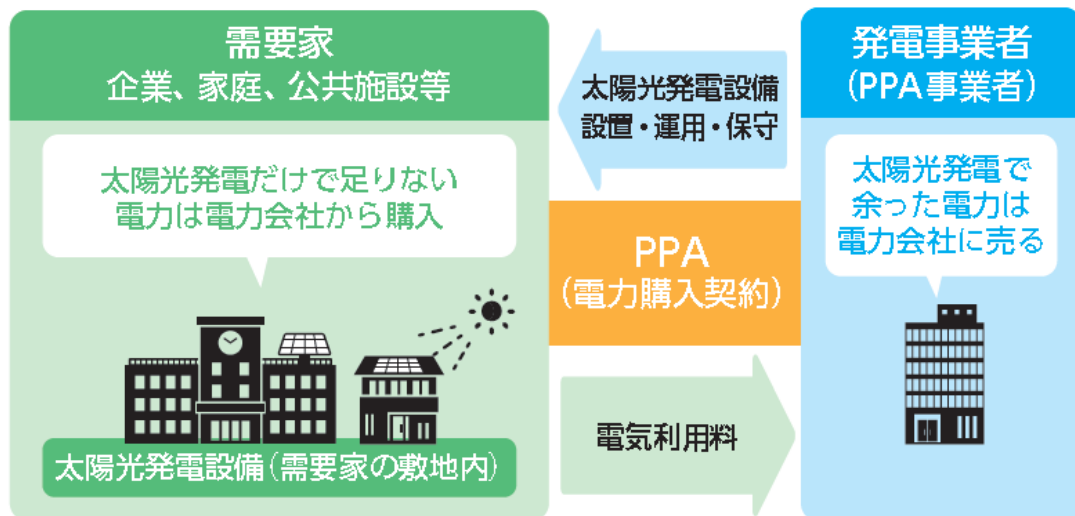 需要家
企業、家庭、公共施設等
太陽光発電だけで足りない
電力は電力会社から購入
太陽光発電設備(需要家の敷地内)
太陽光発電設備
設置・運用・保守
PPA
(電力購入契約)
電気利用料
発電事業者
(PPA事業者)
太陽光発電で
余った電力は
電力会社に売る